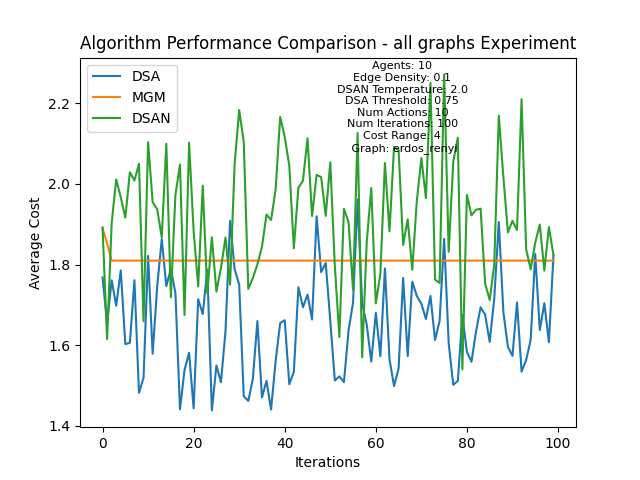 Algorithm Performance Comparison - all graphs Experiment
DSA
MGM
DSAN
Agents: 10
Edge Density: 0.1
DSAN Temperature: 2.0
DSA Threshold: 0.75
Num Actions: 10
Num Iterations: 100
Cost Range: 4
Graph: erdos_renyi
2.2
2.0
1.8
1.6
1.4
Average Cost
0
20
40
60
80
100
Iterations